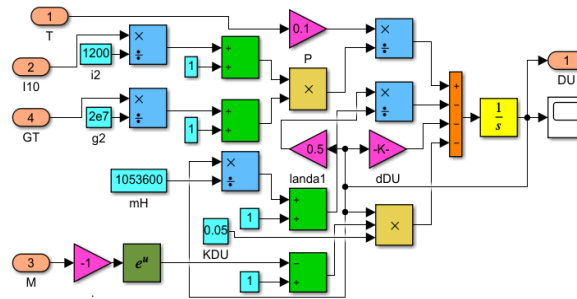 1
T
0.1
P
×
÷
2
I10
1200
i2
×
÷
+
+
1
×
4
GT
2e7
g2
×
÷
+
+
1
×
÷
0.5
landa1
-K-
dDU
+
−
−
−
1
s
1
DU
×
÷
1053600
mH
+
+
1
0.05
KDU
×
3
M
-1
e^u
−
+
1